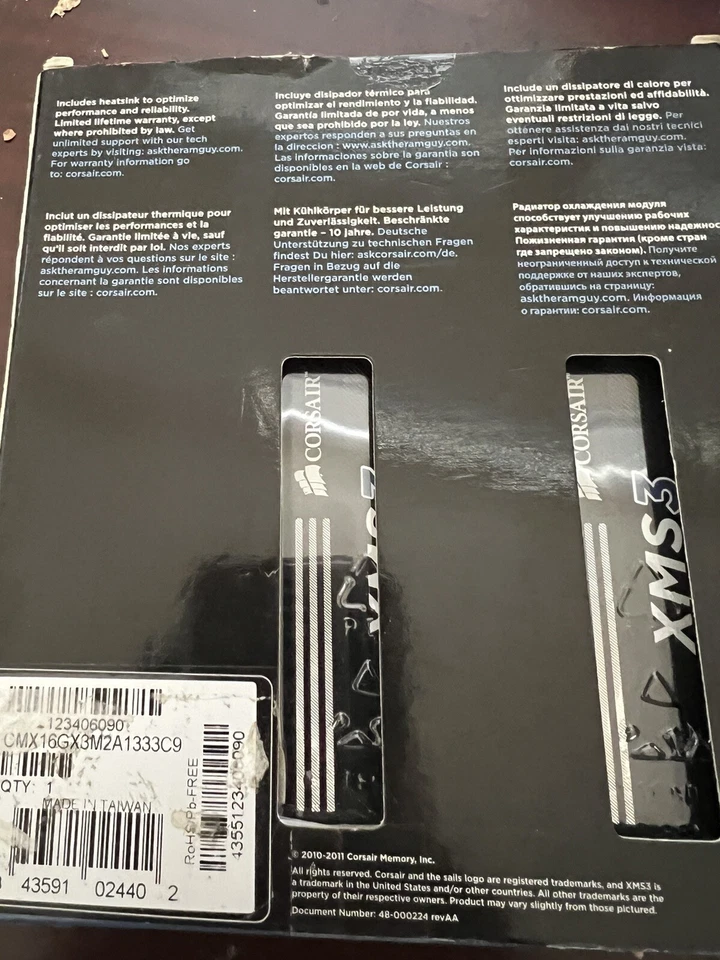 Includes heatsink to optimize
performance and reliability.
Limited lifetime warranty, except
where prohibited by law. Get
unlimited support with our tech
experts by visiting: asktheramguy.com.
For warranty information go
to: corsair.com.
Incluye disipador térmico para
optimizar el rendimiento y la fiabilidad.
Garantía limitada de por vida, a menos
que sea prohibido por la ley. Nuestros
expertos responden a sus preguntas en
la direccion : www.asktheramguy.com.
Las informaciones sobre la garantía son
disponibles en la web de Corsair :
corsair.com.
Include un dissipatore di calore per
ottimizzare prestazioni ed affidabilità.
Garanzia limitata a vita salvo
eventuali restrizioni di legge. Per
ottenere assistenza dai nostri tecnici
esperti visita: asktheramguy.com.
Per informazioni sulla garanzia vista:
corsair.com.
Inclut un dissipateur thermique pour
optimiser les performances et la
fiabilité. Garantie limitée à vie, sauf
qu'il soit interdit par loi. Nos experts
répondent à vos questions sur le site :
asktheramguy.com. Les informations
concernant la garantie sont disponibles
sur le site : corsair.com.
Mit Kühlkörper für bessere Leistung
und Zuverlässigkeit. Beschränkte
garantie – 10 jahre. Deutsche
Unterstützung zu technischen Fragen
findest Du hier: askcorsair.com/de.
Fragen in Bezug auf die
Herstellergarantie werden
beantwortet unter: corsair.com.
Радиатор охлаждения модуля
способствует улучшению рабочих
характеристик и повышению надежнос
Пожизненная гарантия (кроме стран
где запрещено законом). Получите
неограниченный доступ к технической
поддержке от наших экспертов,
обратившись на страницу:
asktheramguy.com. Информация
о гарантии: corsair.com.
CORSAIR™
XMS3
CORSAIR™
XMS3
123406090
CMX16GX3M2A1333C9
QTY: 1
MADE IN TAIWAN
43591 02440 2
RoHS/Pb-FREE
© 2010-2011 Corsair Memory, Inc.
All rights reserved. Corsair and the sails logo are registered trademarks, and XMS3 is
a trademark in the United States and/or other countries. All other trademarks are the
property of their respective owners. Product may vary slightly from those pictured.
Document Number: 48-000224 revAA